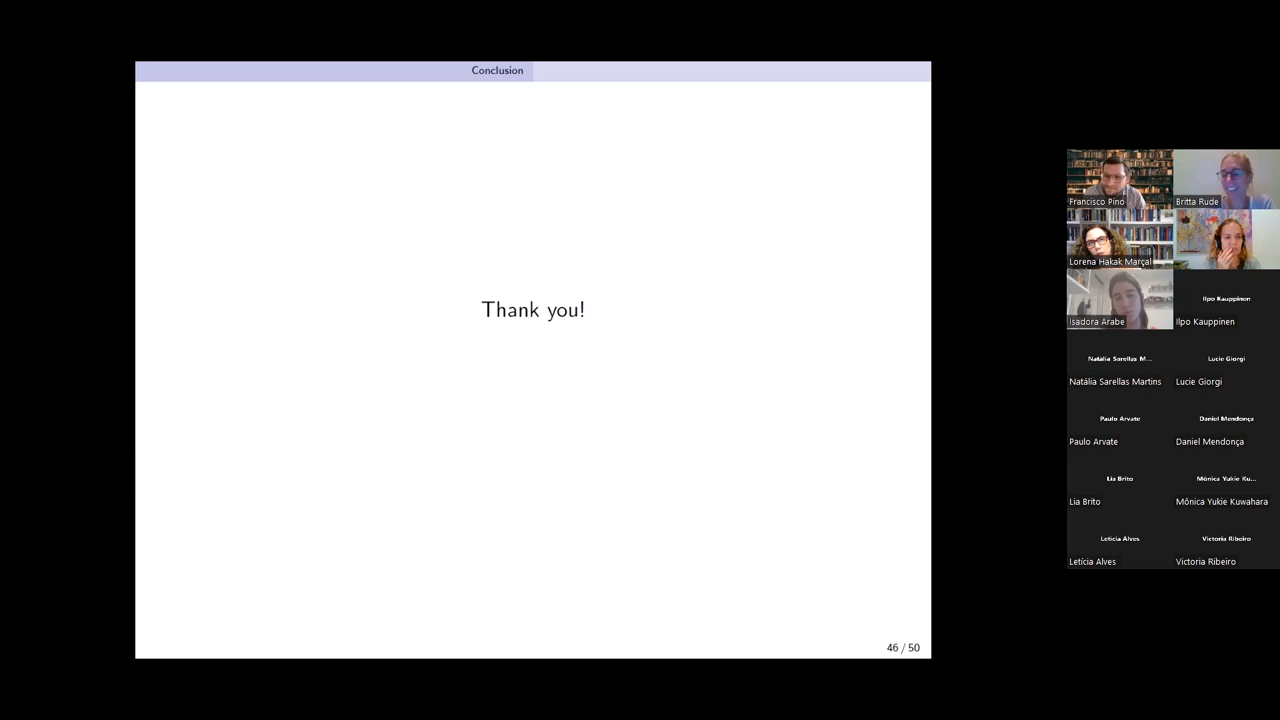 Conclusion
Thank you!
46 / 50
Francisco Pino
Britta Rude
Lorena Hakak Marçal
Isadora Arabe
Ilpo Kauppinen
Ilpo Kauppinen
Natália Sarellas M...
Natália Sarellas Martins
Lucie Giorgi
Lucie Giorgi
Paulo Arvate
Paulo Arvate
Daniel Mendonça
Daniel Mendonça
Lia Brito
Lia Brito
Mônica Yukie Ku...
Mônica Yukie Kuwahara
Letícia Alves
Letícia Alves
Victoria Ribeiro
Victoria Ribeiro